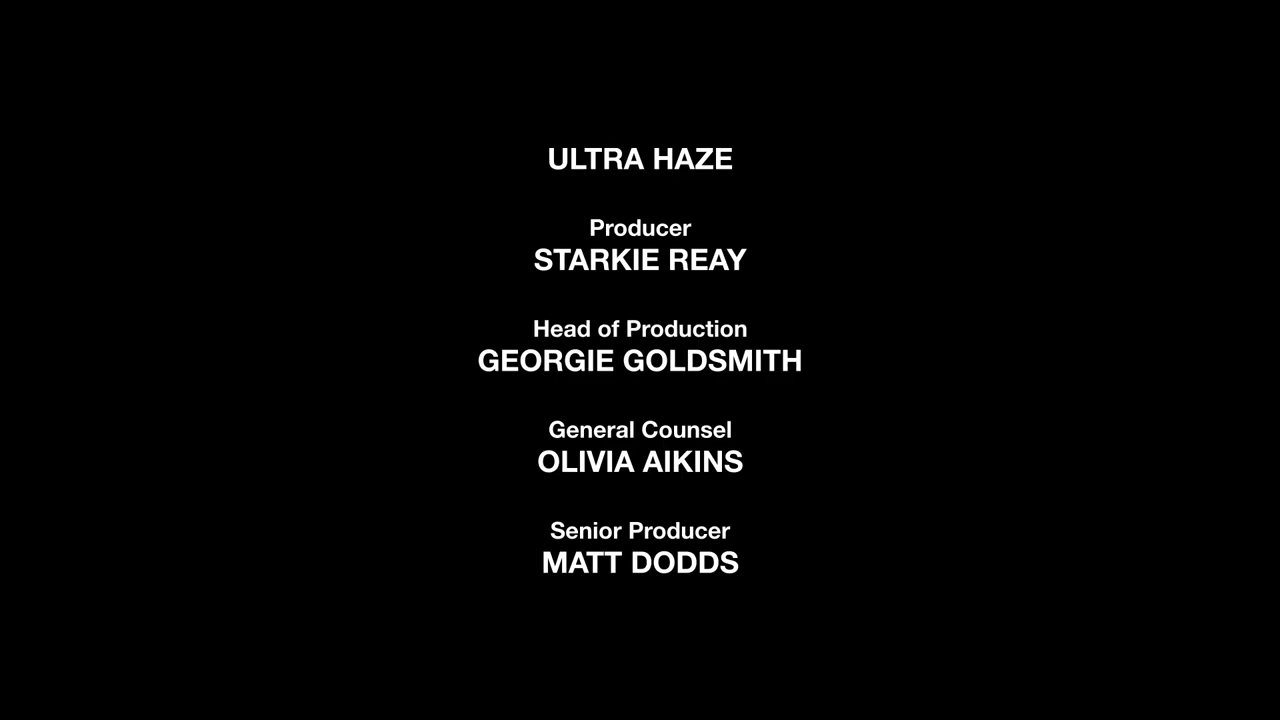 ULTRA HAZE
Producer
STARKIE REAY
Head of Production
GEORGIE GOLDSMITH
General Counsel
OLIVIA AIKINS
Senior Producer
MATT DODDS